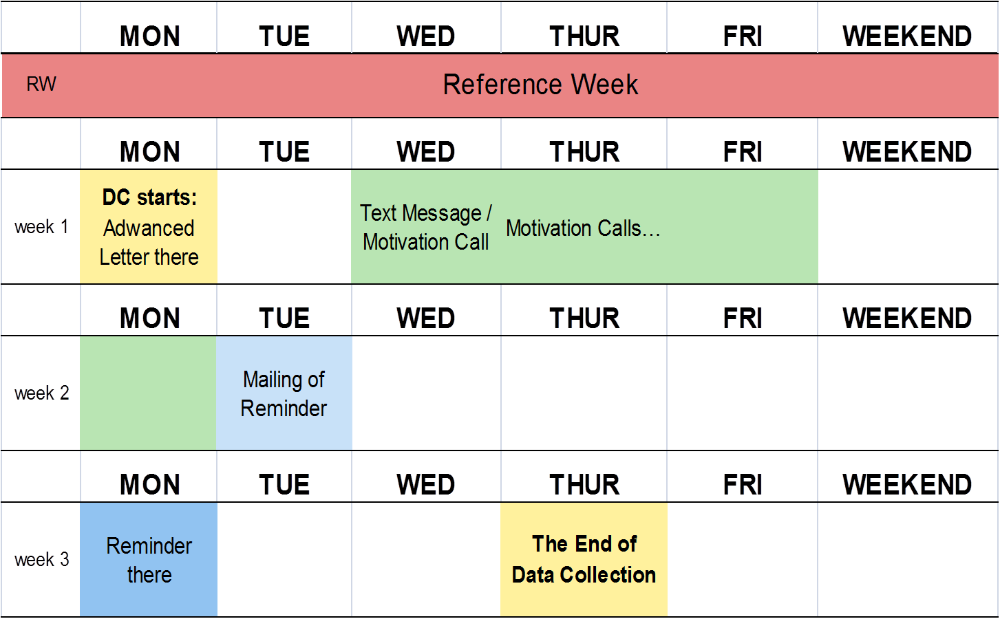 MON TUE WED THUR FRI WEEKEND
RW Reference Week
MON TUE WED THUR FRI WEEKEND
week 1
DC starts:
Adwanced
Letter there
Text Message /
Motivation Call
Motivation Calls…
MON TUE WED THUR FRI WEEKEND
week 2
Mailing of
Reminder
MON TUE WED THUR FRI WEEKEND
week 3
Reminder
there
The End of
Data Collection